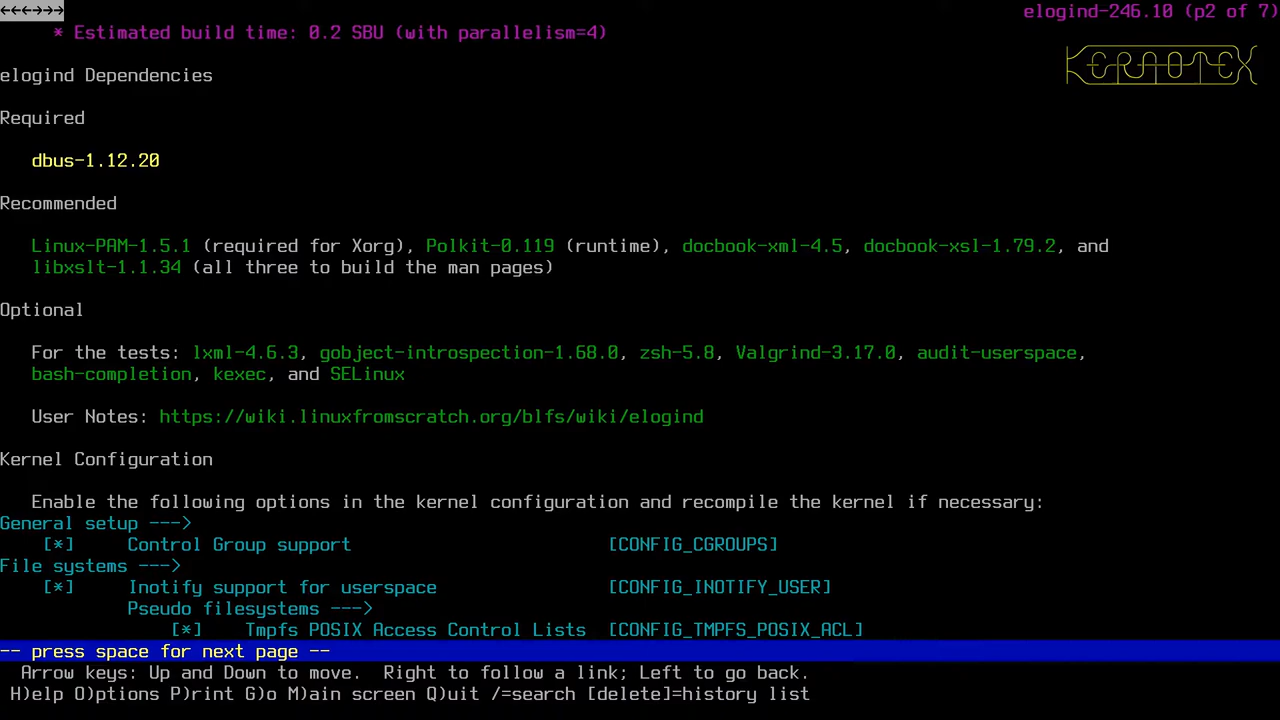 ←←←→→→ elogind-246.10 (p2 of 7)
* Estimated build time: 0.2 SBU (with parallelism=4)
KERAOTEX
elogind Dependencies
Required
dbus-1.12.20
Recommended
Linux-PAM-1.5.1 (required for Xorg), Polkit-0.119 (runtime), docbook-xml-4.5, docbook-xsl-1.79.2, and
libxslt-1.1.34 (all three to build the man pages)
Optional
For the tests: lxml-4.6.3, gobject-introspection-1.68.0, zsh-5.8, Valgrind-3.17.0, audit-userspace,
bash-completion, kexec, and SELinux
User Notes: https://wiki.linuxfromscratch.org/blfs/wiki/elogind
Kernel Configuration
Enable the following options in the kernel configuration and recompile the kernel if necessary:
General setup --->
[*] Control Group support [CONFIG_CGROUPS]
File systems --->
[*] Inotify support for userspace [CONFIG_INOTIFY_USER]
Pseudo filesystems --->
[*] Tmpfs POSIX Access Control Lists [CONFIG_TMPFS_POSIX_ACL]
-- press space for next page --
Arrow keys: Up and Down to move. Right to follow a link; Left to go back.
H)elp O)ptions P)rint G)o M)ain screen Q)uit /=search [delete]=history list